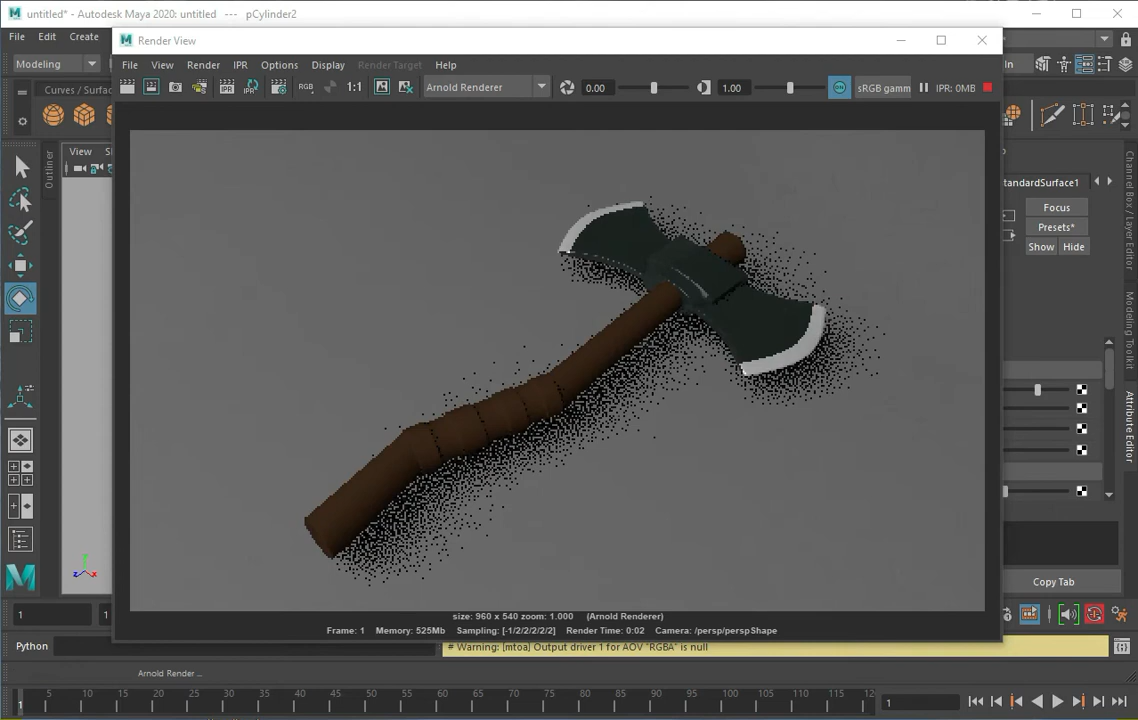 untitled* - Autodesk Maya 2020: untitled --- pCylinder2
File Edit Create
Render View
File View Render IPR Options Display Render Target Help
Modeling
In
RGB 1:1 Arnold Renderer 0.00 1.00 ON sRGB gamm IPR: 0MB
Curves / Surfac
View
Outliner
tandardSurface1
Focus
Presets*
Show Hide
Channel Box / Layer Editor
Modeling Toolkit
Attribute Editor
Copy Tab
z x
size: 960 x 540 zoom: 1.000 (Arnold Renderer)
Frame: 1 Memory: 525Mb Sampling: [-1/2/2/2/2/2] Render Time: 0:02 Camera: /persp/perspShape
1 1
Python
# Warning: [mtoa] Output driver 1 for AOV "RGBA" is null
Arnold Render ...
1 5 10 15 20 25 30 35 40 45 50 55 60 65 70 75 80 85 90 95 100 105 110 115 12 1